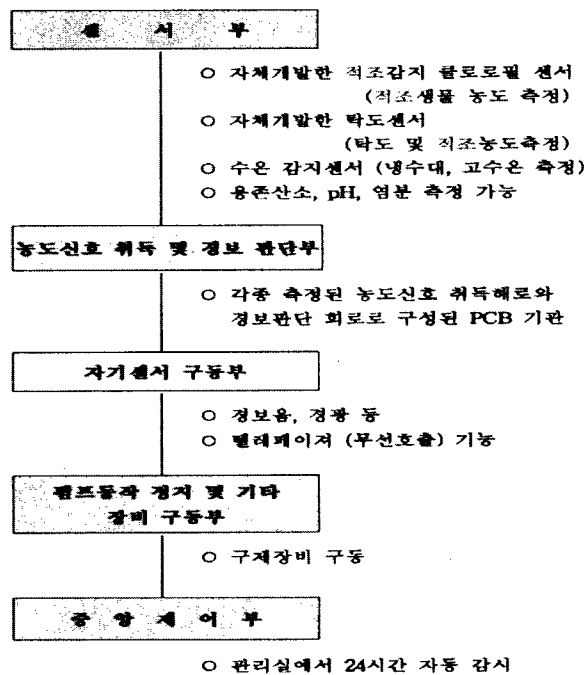 센 서 부
○ 자체개발한 적조감지 클로로필 센서
(적조생물 농도 측정)
○ 자체개발한 탁도센서
(탁도 및 적조농도측정)
○ 수온 감지센서 (냉수대, 고수온 측정)
○ 용존산소, pH, 염분 측정 가능
농도신호 취득 및 경보 판단부
○ 각종 측정된 농도신호 취득해로와
경보판단 회로로 구성된 PCB 기판
자기센서 구동부
○ 경보음, 경광 등
○ 텔레페이져 (무선호출) 기능
펌프동작 정지 및 기타
장비 구동부
○ 구제장비 구동
중 앙 제 어 부
○ 관리실에서 24시간 자동 감시